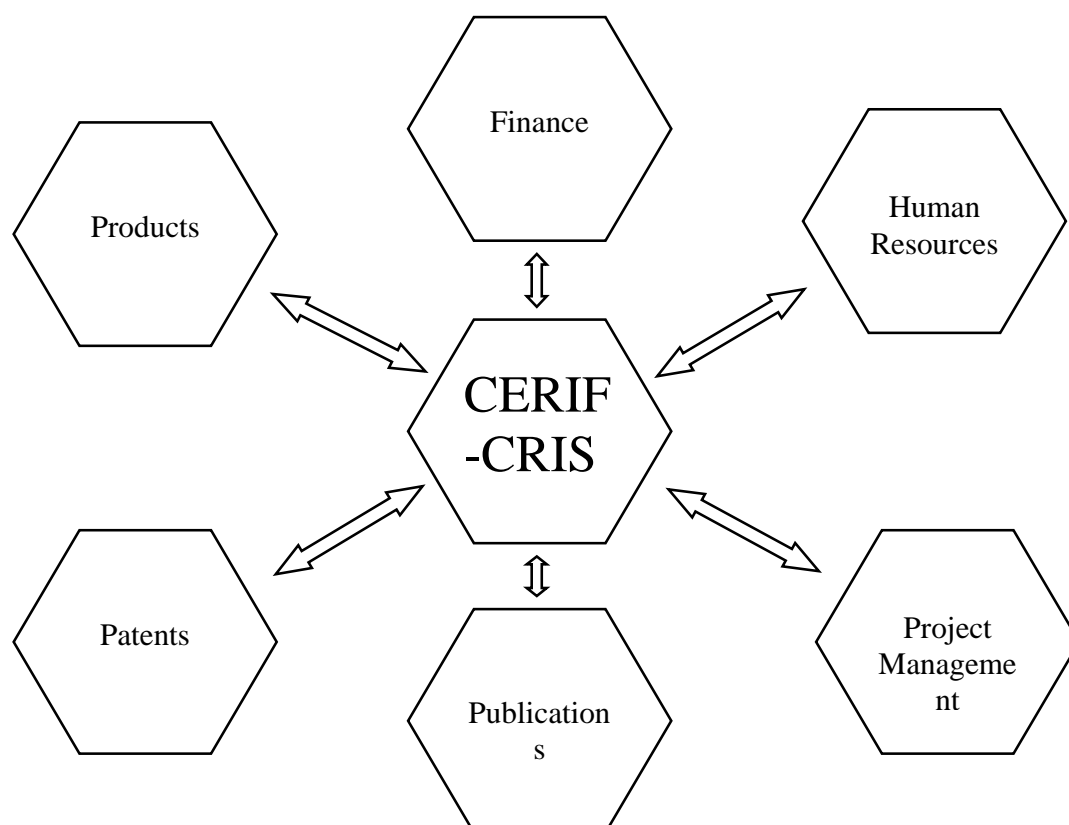 Finance
Products
Human
Resources
CERIF
-CRIS
Patents
Project
Manageme
nt
Publication
s